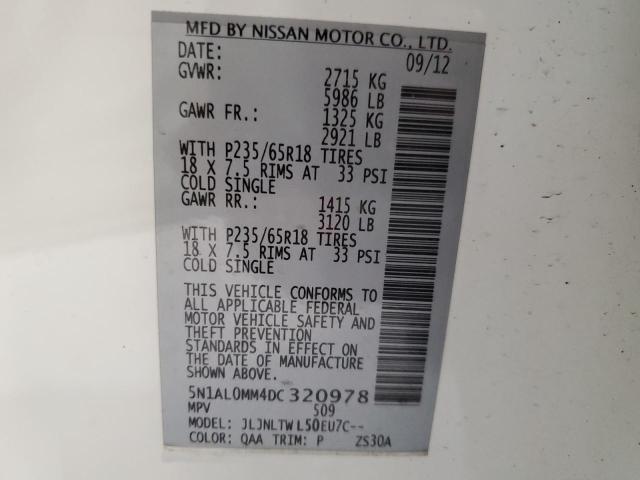 MFD BY NISSAN MOTOR CO., LTD.
DATE: 09/12
GVWR: 2715 KG
5986 LB
GAWR FR.: 1325 KG
2921 LB
WITH P235/65R18 TIRES
18 X 7.5 RIMS AT 33 PSI
COLD SINGLE
GAWR RR.: 1415 KG
3120 LB
WITH P235/65R18 TIRES
18 X 7.5 RIMS AT 33 PSI
COLD SINGLE
THIS VEHICLE CONFORMS TO
ALL APPLICABLE FEDERAL
MOTOR VEHICLE SAFETY AND
THEFT PREVENTION
STANDARDS IN EFFECT ON
THE DATE OF MANUFACTURE
SHOWN ABOVE.
5N1AL0MM4DC320978
MPV 509
MODEL: JLJNLTWL50EU7C--
COLOR: QAA TRIM: P ZS30A